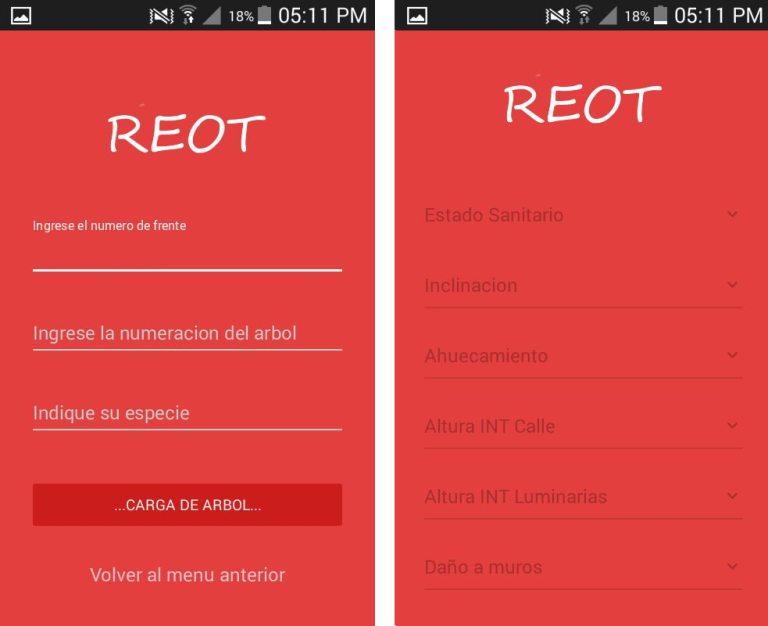 18% 05:11 PM
REOT
Ingrese el numero de frente
Ingrese la numeracion del arbol
Indique su especie
...CARGA DE ARBOL...
Volver al menu anterior
18% 05:11 PM
REOT
Estado Sanitario
Inclinacion
Ahuecamiento
Altura INT Calle
Altura INT Luminarias
Daño a muros